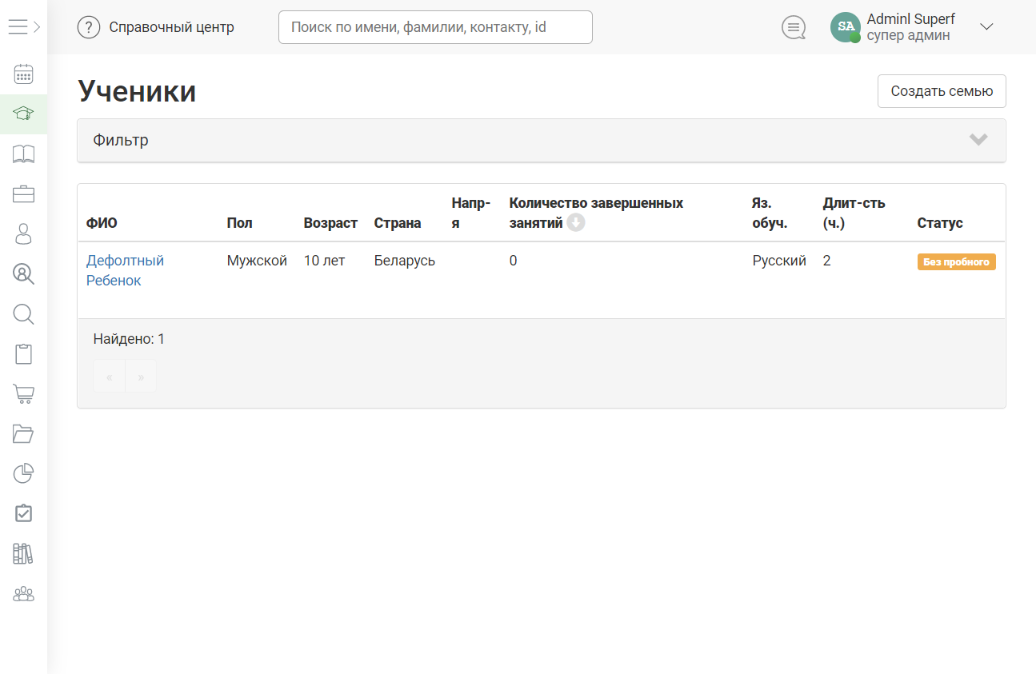 ? Справочный центр
Поиск по имени, фамилии, контакту, id
SA
AdminI Superf
супер админ
Ученики
Создать семью
Фильтр
ФИО Пол Возраст Страна Напр-я Количество завершенных занятий Яз. обуч. Длит-сть (ч.) Статус
Дефолтный Ребенок Мужской 10 лет Беларусь 0 Русский 2 Без пробного
Найдено: 1
« »